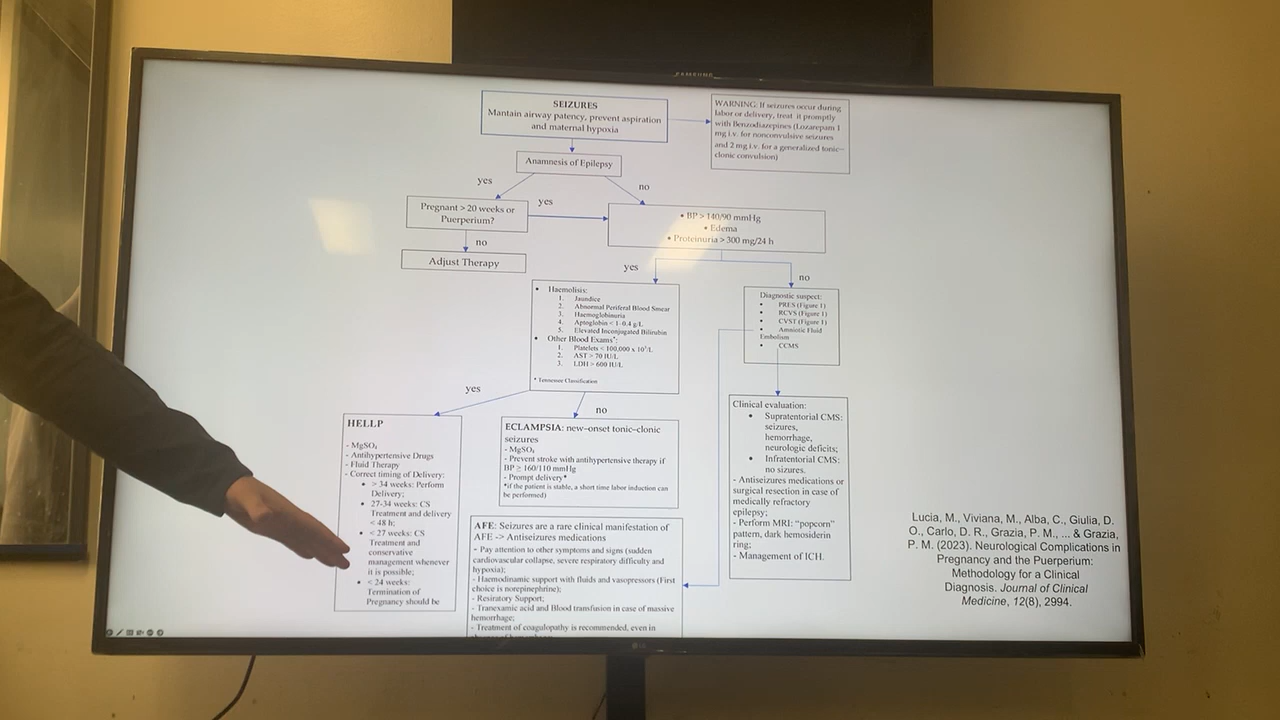 SAMSUNG
SEIZURES
Mantain airway patency, prevent aspiration
and maternal hypoxia
WARNING: If seizures occur during
labor or delivery, treat it promptly
with Benzodiazepines (Lozarepam 1
mg i.v. for nonconvulsive seizures
and 2 mg i.v. for a generalized tonic–
clonic convulsion)
Anamnesis of Epilepsy
yes
no
Pregnant > 20 weeks or
Puerperium?
yes
• BP > 140/90 mmHg
• Edema
• Proteinuria > 300 mg/24 h
no
Adjust Therapy
yes
no
• Haemolisis:
1. Jaundice
2. Abnormal Periferal Blood Smear
3. Haemoglobinuria
4. Aptoglobin < 1–0.4 g/L
5. Elevated Inconjugated Bilirubin
• Other Blood Exams*:
1. Platelets < 100,000 x 10⁹/L
2. AST > 70 IU/L
3. LDH > 600 IU/L
* Tennessee Classification
Diagnostic suspect:
• PRES (Figure 1)
• RCVS (Figure 1)
• CVST (Figure 1)
• Amniotic Fluid
Embolism
• CCMS
yes
no
HELLP
- MgSO₄
- Antihypertensive Drugs
- Fluid Therapy
- Correct timing of Delivery:
• > 34 weeks: Perform
Delivery;
• 27-34 weeks: CS
Treatment and delivery
< 48 h;
• < 27 weeks: CS
Treatment and
conservative
management whenever
it is possible;
• < 24 weeks:
Termination of
Pregnancy should be
ECLAMPSIA: new–onset tonic–clonic
seizures
- MgSO₄
- Prevent stroke with antihypertensive therapy if
BP ≥ 160/110 mmHg
- Prompt delivery*
*(if the patient is stable, a short time labor induction can
be performed)
AFE: Seizures are a rare clinical manifestation of
AFE -> Antiseizures medications
- Pay attention to other symptoms and signs (sudden
cardiovascular collapse, severe respiratory difficulty and
hypoxia);
- Haemodinamic support with fluids and vasopressors (First
choice is norepinephrine);
- Resiratory Support;
- Tranexamic acid and Blood transfusion in case of massive
hemorrhage;
- Treatment of coagulopathy is recommended, even in
Clinical evaluation:
• Supratentorial CMS:
seizures,
hemorrhage,
neurologic deficits;
• Infratentorial CMS:
no sizures.
- Antiseizures medications or
surgical resection in case of
medically refractory
epilepsy;
- Perform MRI: “popcorn”
pattern, dark hemosiderin
ring;
- Management of ICH.
Lucia, M., Viviana, M., Alba, C., Giulia, D.
O., Carlo, D. R., Grazia, P. M., ... & Grazia,
P. M. (2023). Neurological Complications in
Pregnancy and the Puerperium:
Methodology for a Clinical
Diagnosis. Journal of Clinical
Medicine, 12(8), 2994.
LG